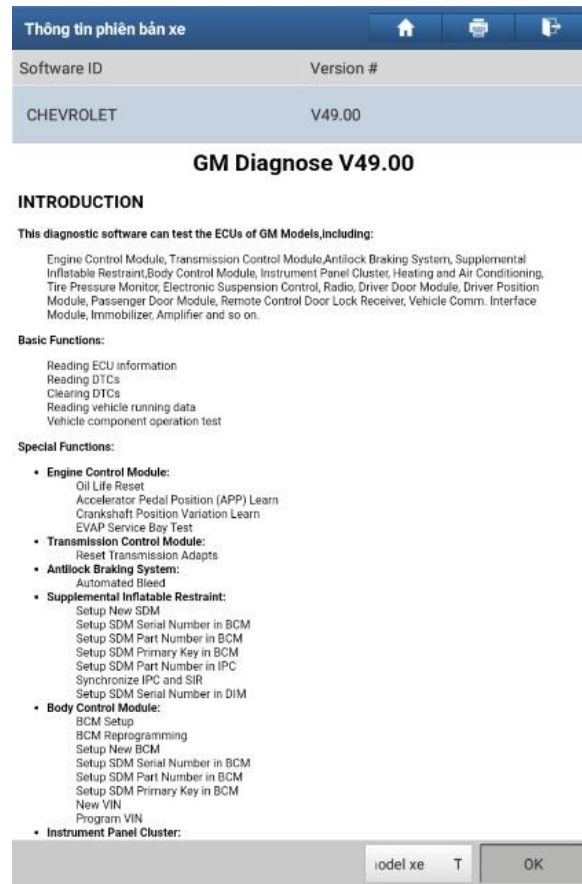 Thông tin phiên bản xe
Software ID Version #
CHEVROLET V49.00
GM Diagnose V49.00
INTRODUCTION
This diagnostic software can test the ECUs of GM Models,including:
Engine Control Module, Transmission Control Module,Antilock Braking System, Supplemental
Inflatable Restraint,Body Control Module, Instrument Panel Cluster, Heating and Air Conditioning,
Tire Pressure Monitor, Electronic Suspension Control, Radio, Driver Door Module, Driver Position
Module, Passenger Door Module, Remote Control Door Lock Receiver, Vehicle Comm. Interface
Module, Immobilizer, Amplifier and so on.
Basic Functions:
Reading ECU information
Reading DTCs
Clearing DTCs
Reading vehicle running data
Vehicle component operation test
Special Functions:
• Engine Control Module:
Oil Life Reset
Accelerator Pedal Position (APP) Learn
Crankshaft Position Variation Learn
EVAP Service Bay Test
• Transmission Control Module:
Reset Transmission Adapts
• Antilock Braking System:
Automated Bleed
• Supplemental Inflatable Restraint:
Setup New SDM
Setup SDM Serial Number in BCM
Setup SDM Part Number in BCM
Setup SDM Primary Key in BCM
Setup SDM Part Number in IPC
Synchronize IPC and SIR
Setup SDM Serial Number in DIM
• Body Control Module:
BCM Setup
BCM Reprogramming
Setup New BCM
Setup SDM Serial Number in BCM
Setup SDM Part Number in BCM
Setup SDM Primary Key in BCM
New VIN
Program VIN
• Instrument Panel Cluster:
xe T OK